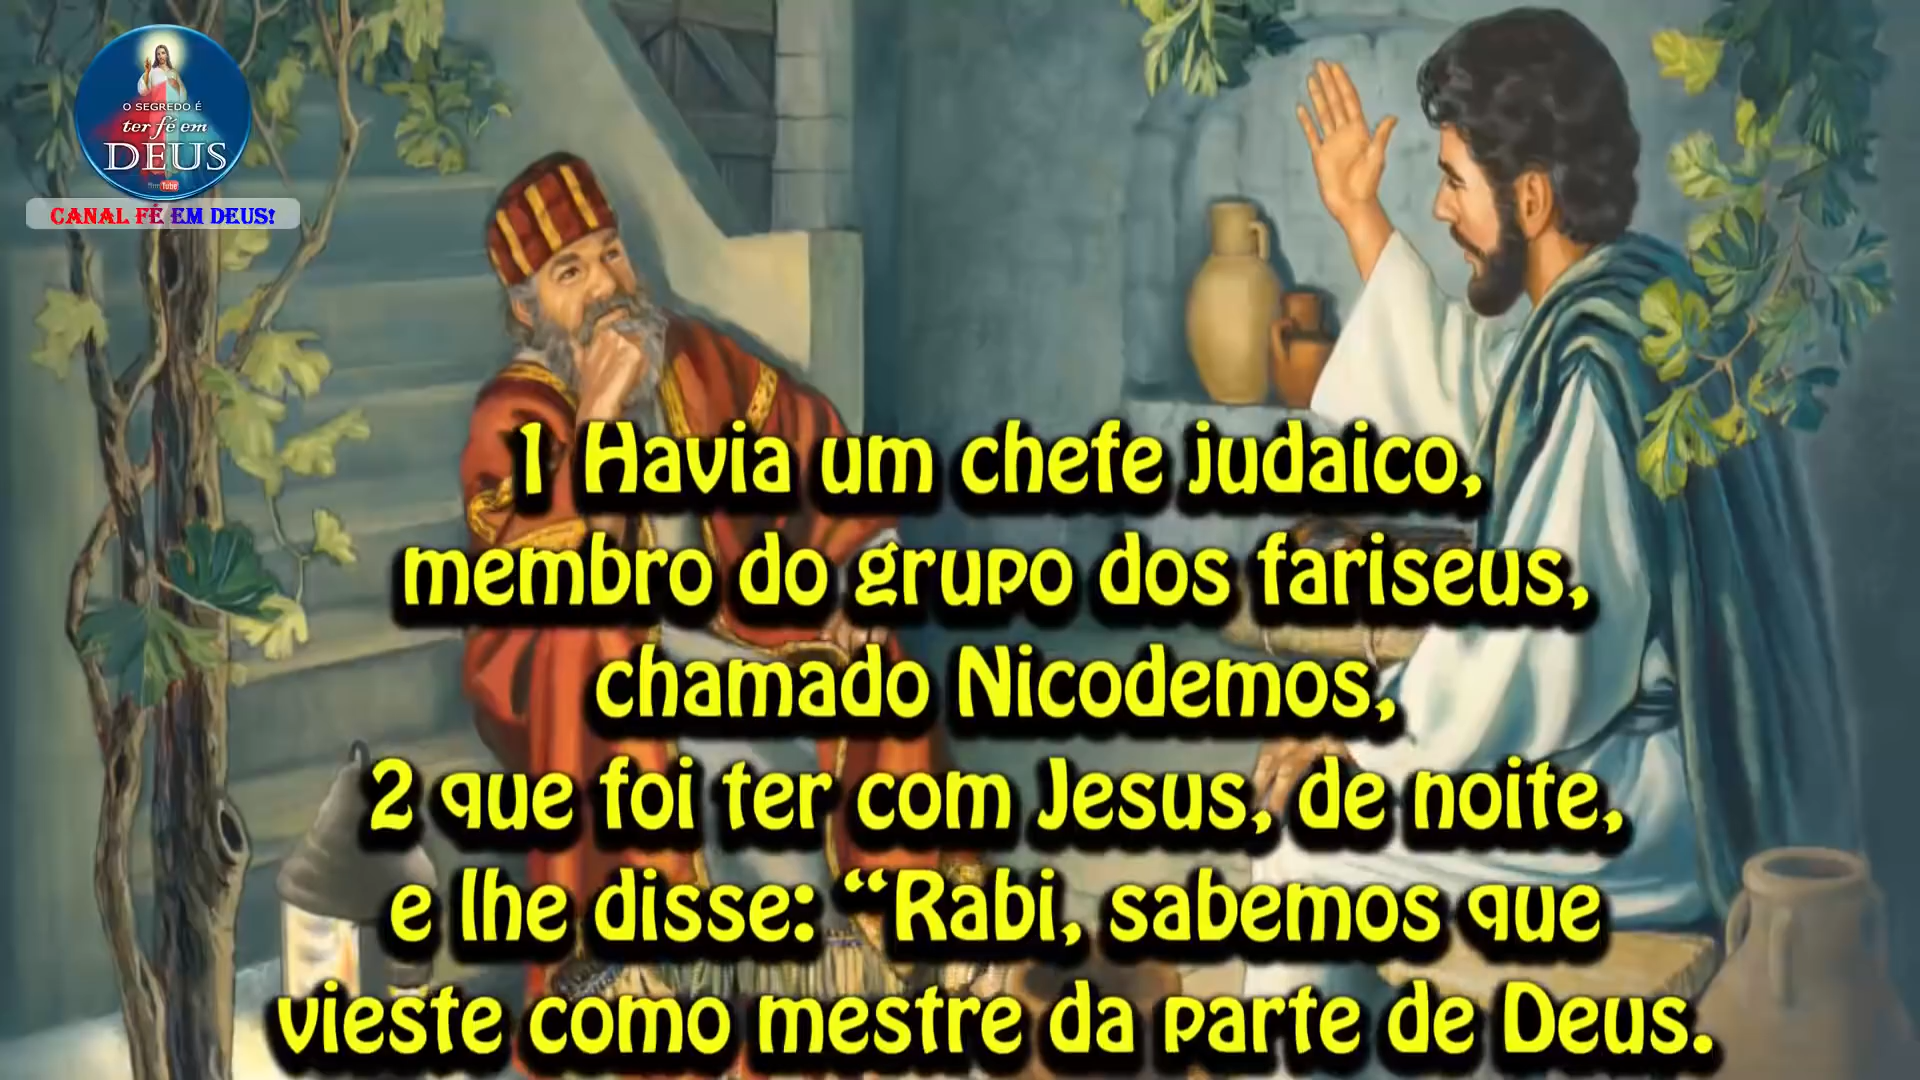 O SEGREDO É
ter fé em
DEUS
YouTube
CANAL FÉ EM DEUS!
1 Havia um chefe judaico,
membro do grupo dos fariseus,
chamado Nicodemos,
2 que foi ter com Jesus, de noite,
e lhe disse: “Rabi, sabemos que
vieste como mestre da parte de Deus.